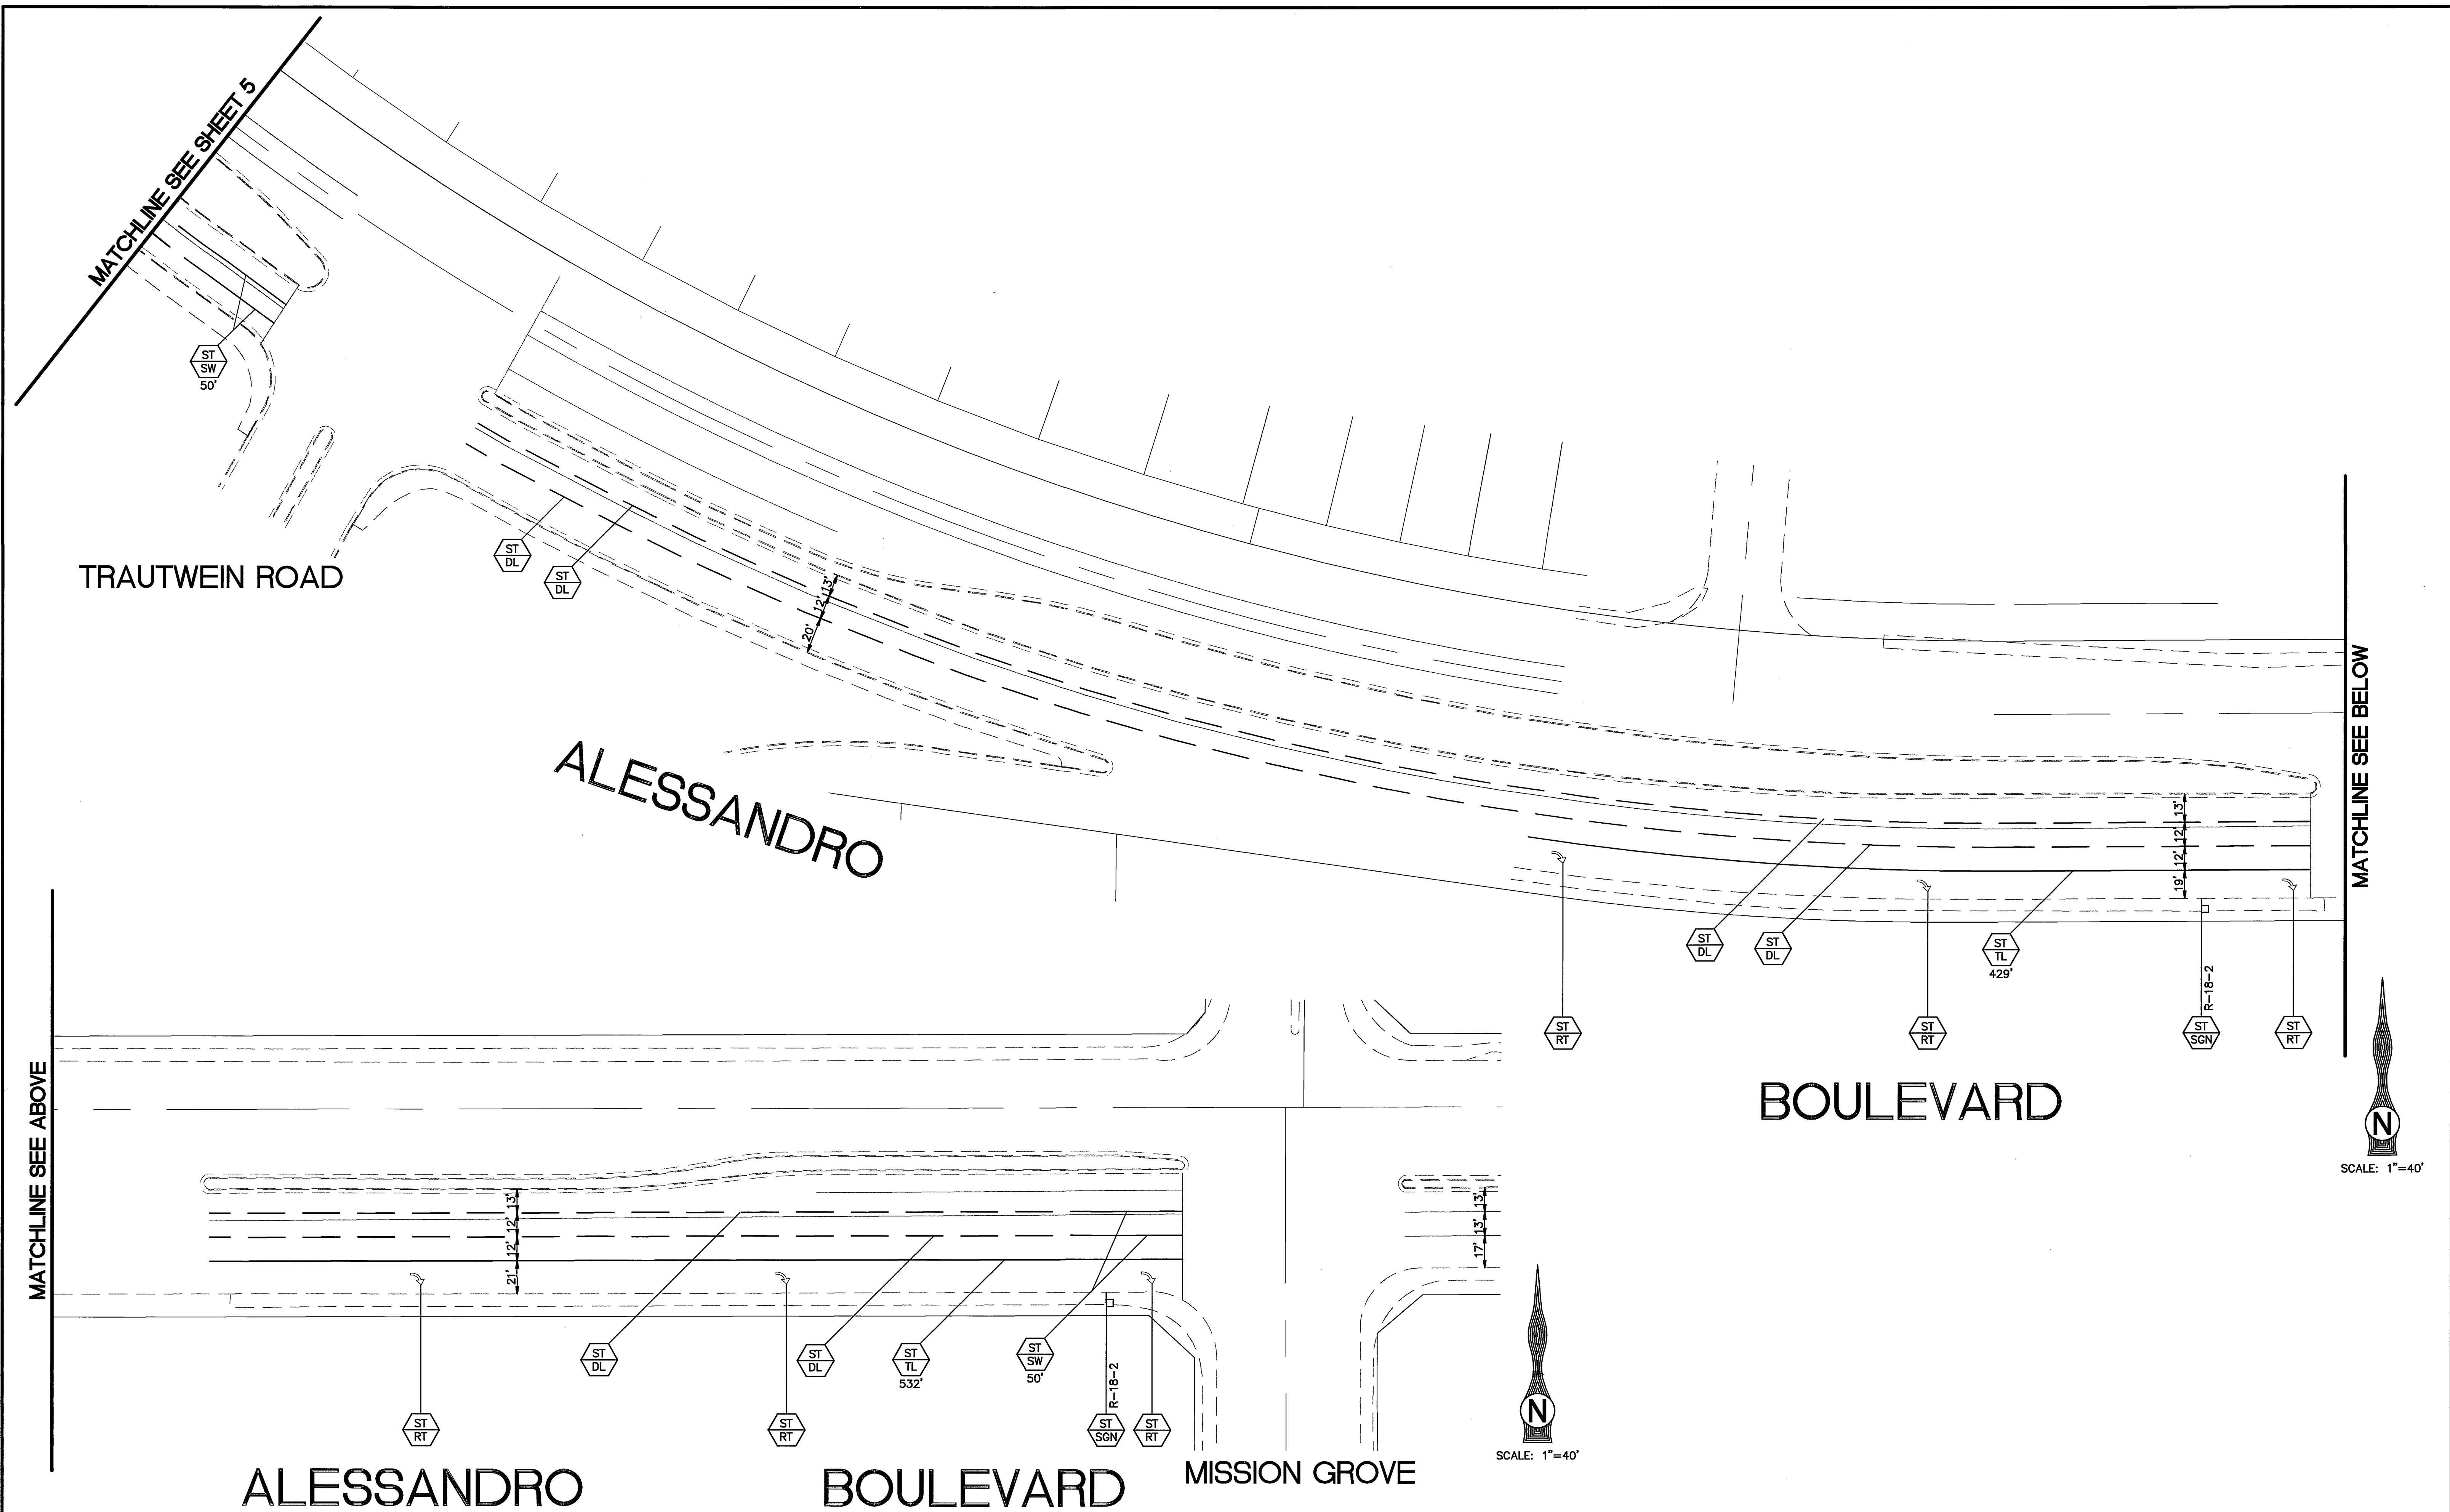 MATCHLINE SEE SHEET 5
ST
SW
50'
TRAUTWEIN ROAD
ST
DL
ST
DL
13'
12'
20'
ALESSANDRO
MATCHLINE SEE BELOW
13'
12'
12'
19'
ST
DL
ST
DL
ST
TL
429'
R-18-2
ST
RT
ST
RT
ST
SGN
ST
RT
BOULEVARD
N
SCALE: 1"=40'
MATCHLINE SEE ABOVE
13'
12'
12'
21'
13'
13'
17'
ST
DL
ST
DL
ST
TL
532'
ST
SW
50'
R-18-2
ST
RT
ST
RT
ST
SGN
ST
RT
N
SCALE: 1"=40'
MISSION GROVE
ALESSANDRO
BOULEVARD